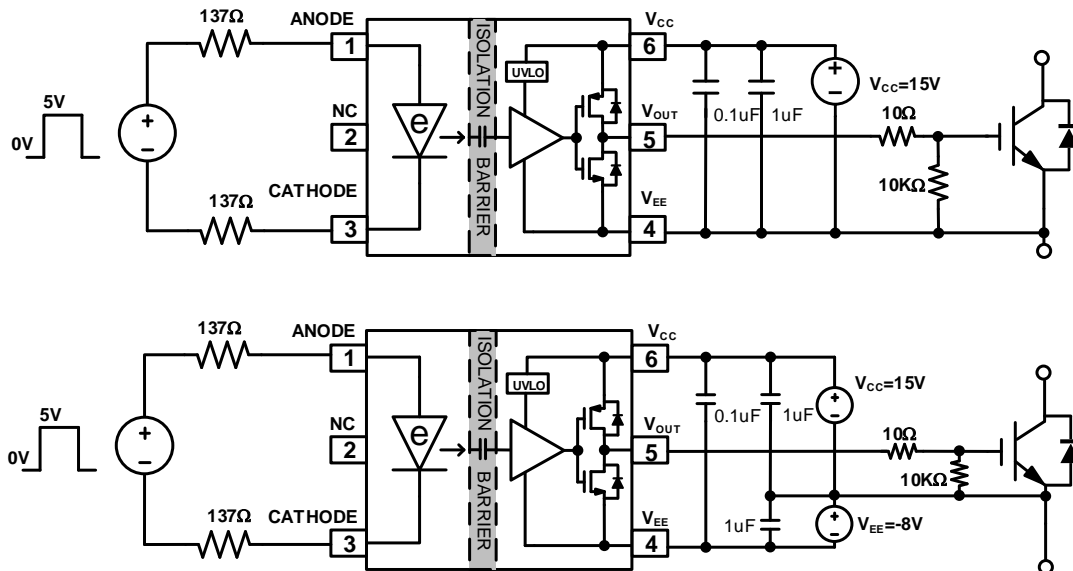 137Ω
ANODE
1
5V
0V
+
−
NC
2
e
137Ω
CATHODE
3
ISOLATION
BARRIER
UVLO
VCC
6
VOUT
5
VEE
4
0.1uF
1uF
+
−
VCC=15V
10Ω
10KΩ
137Ω
ANODE
1
5V
0V
+
−
NC
2
e
137Ω
CATHODE
3
ISOLATION
BARRIER
UVLO
VCC
6
VOUT
5
VEE
4
0.1uF
1uF
1uF
VCC=15V
+
−
10Ω
10KΩ
+
−
VEE=-8V